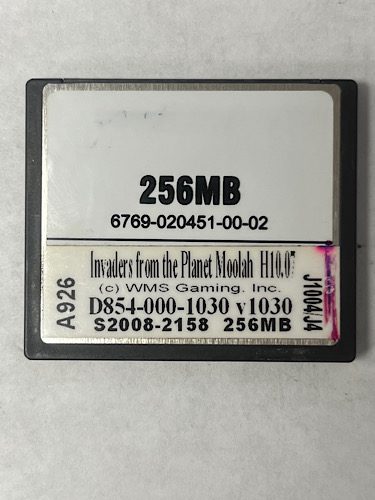 256MB
6769-020451-00-02
Invaders from the Planet Moolah H10.07
(c) WMS Gaming. Inc.
D854-000-1030 v1030
S2008-2158 256MB
A926
J1004/J4